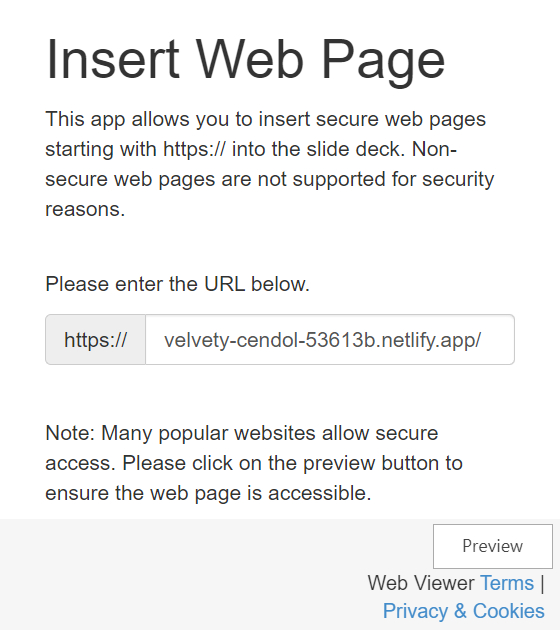 Insert Web Page
This app allows you to insert secure web pages
starting with https:// into the slide deck. Non-
secure web pages are not supported for security
reasons.
Please enter the URL below.
https:// velvety-cendol-53613b.netlify.app/
Note: Many popular websites allow secure
access. Please click on the preview button to
ensure the web page is accessible.
Preview
Web Viewer Terms |
Privacy & Cookies